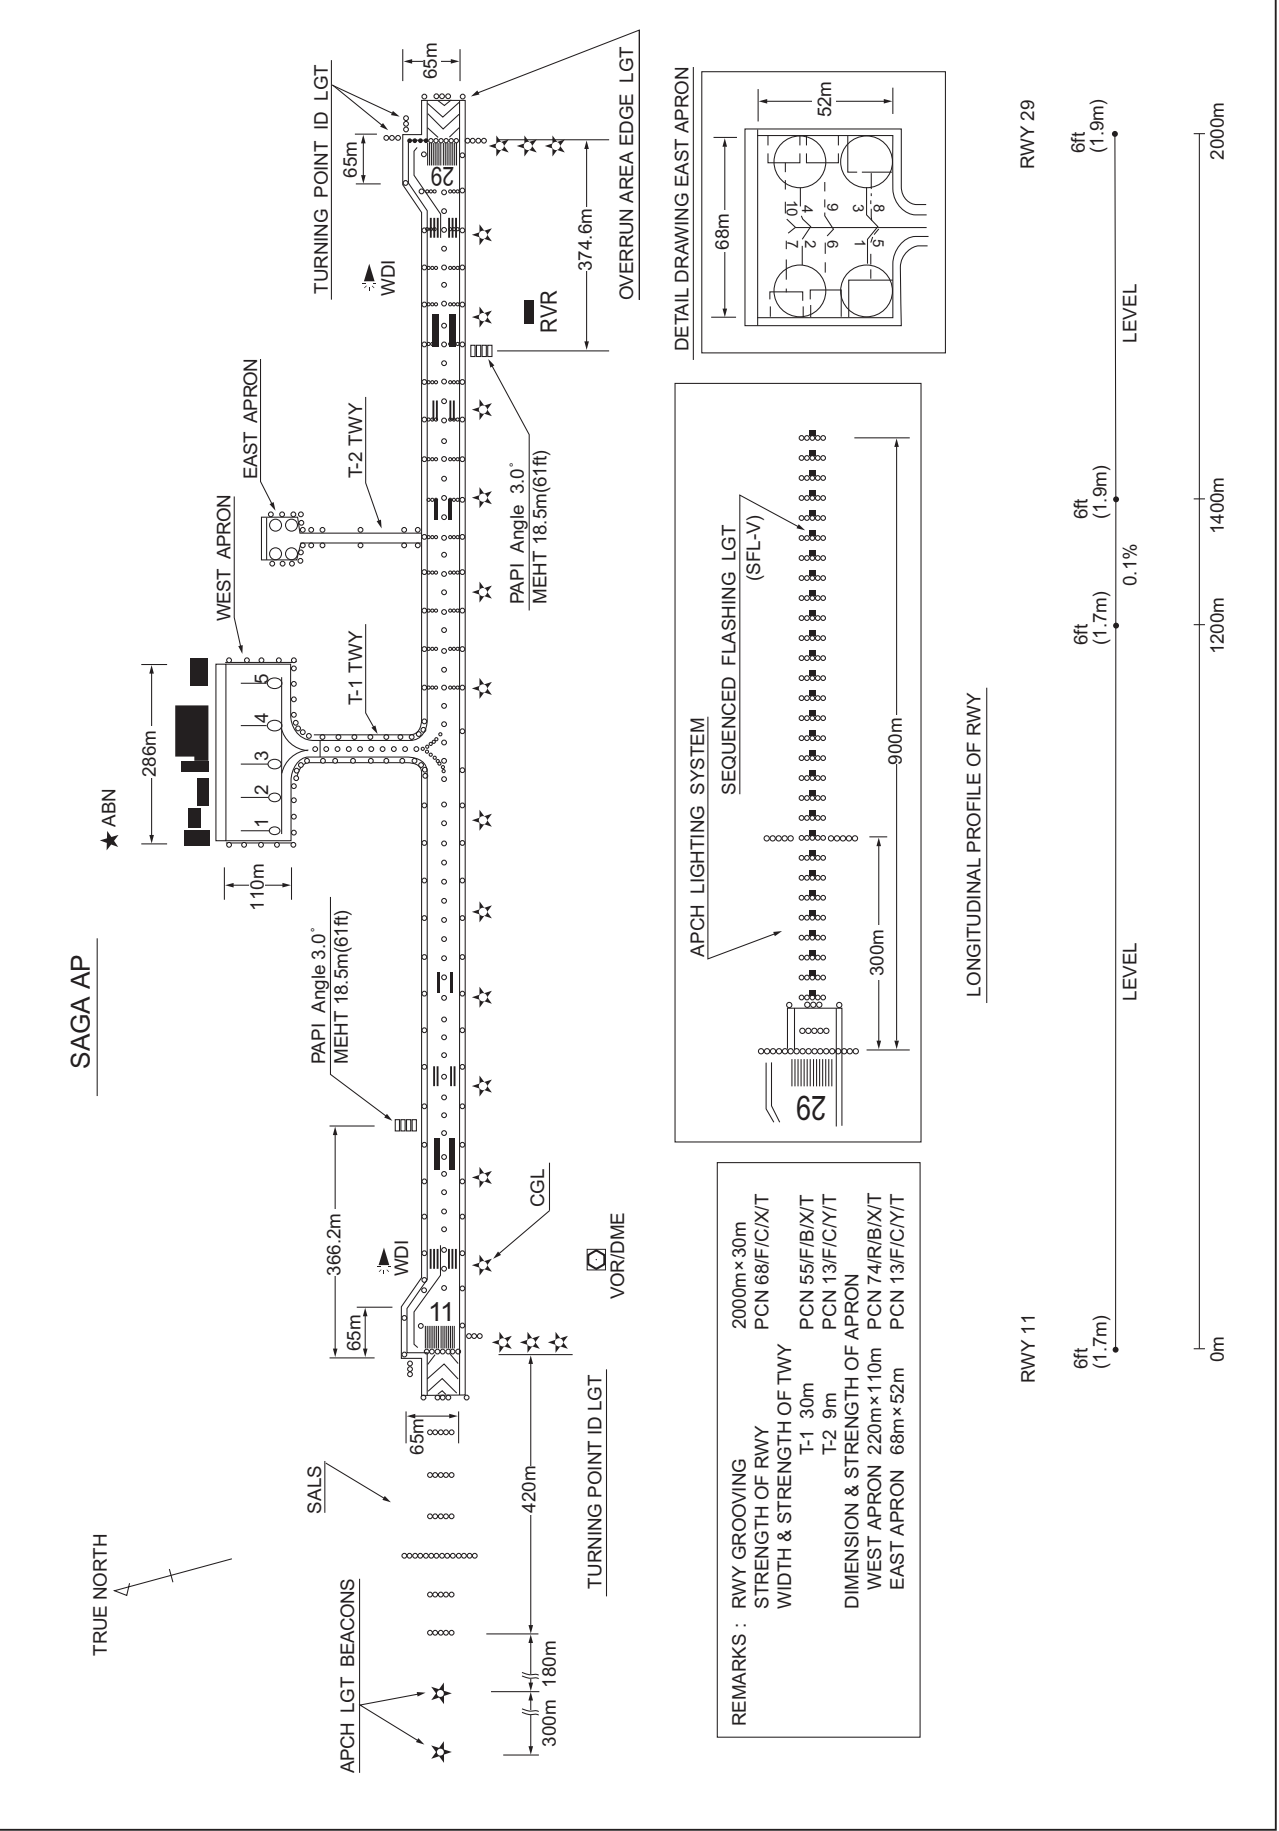 SAGA AP
TRUE NORTH
APCH LGT BEACONS
SALS
300m
180m
420m
65m
TURNING POINT ID LGT
65m
366.2m
WDI
11
CGL
VOR/DME
PAPI Angle 3.0°
MEHT 18.5m(61ft)
ABN
286m
110m
1
2
3
4
5
WEST APRON
EAST APRON
T-1 TWY
T-2 TWY
PAPI Angle 3.0°
MEHT 18.5m(61ft)
RVR
WDI
TURNING POINT ID LGT
65m
65m
29
374.6m
OVERRUN AREA EDGE LGT
REMARKS : RWY GROOVING 2000m×30m
STRENGTH OF RWY PCN 68/F/C/X/T
WIDTH & STRENGTH OF TWY
T-1 30m PCN 55/F/B/X/T
T-2 9m PCN 13/F/C/Y/T
DIMENSION & STRENGTH OF APRON
WEST APRON 220m×110m PCN 74/R/B/X/T
EAST APRON 68m×52m PCN 13/F/C/Y/T
APCH LIGHTING SYSTEM
SEQUENCED FLASHING LGT
(SFL-V)
29
300m
900m
DETAIL DRAWING EAST APRON
68m
52m
7 10
2 4
6 9
1 3
5 8
LONGITUDINAL PROFILE OF RWY
RWY 11
RWY 29
6ft
(1.7m)
6ft
(1.7m)
6ft
(1.9m)
6ft
(1.9m)
LEVEL
0.1%
LEVEL
0m
1200m
1400m
2000m